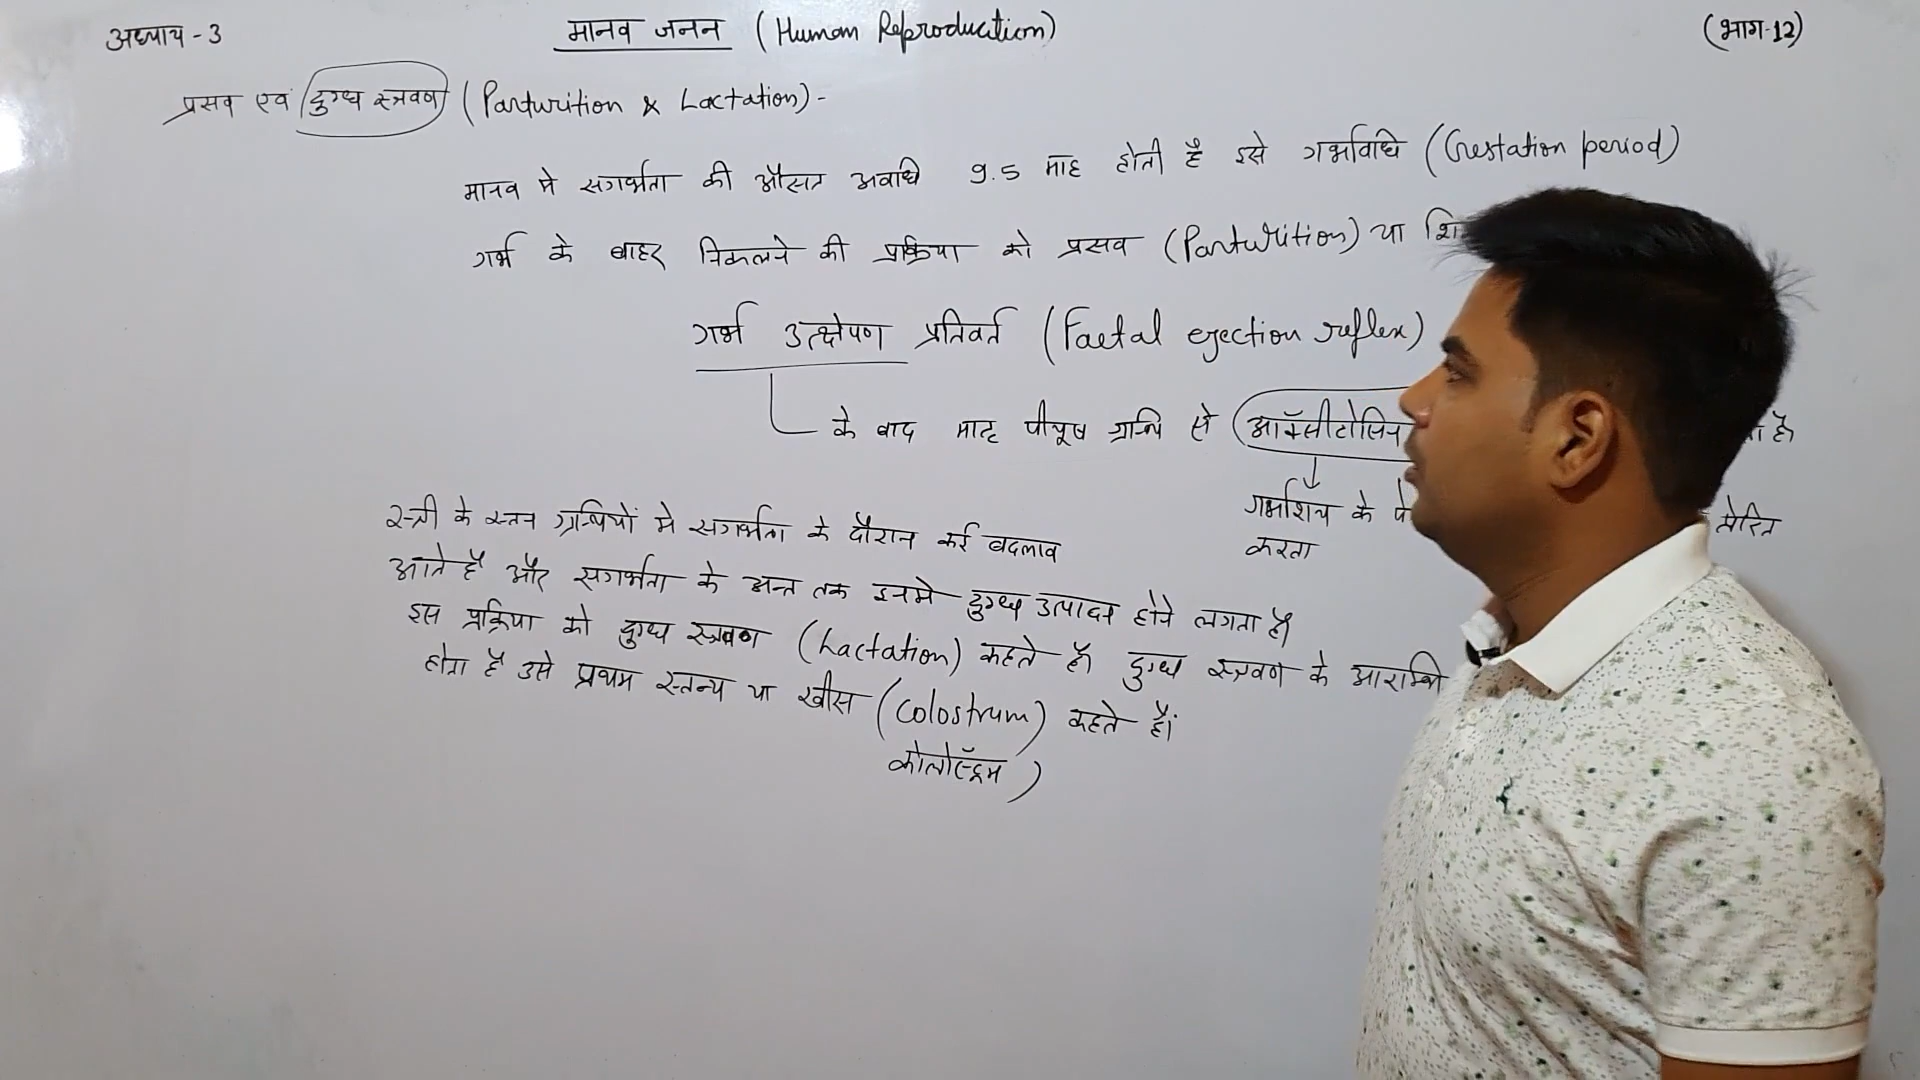 अध्याय - 3
मानव जनन (Human Reproduction)
(भाग-12)
प्रसव एवं दुग्ध स्त्रवण (Parturition & Lactation) -
मानव मे सगर्भता की औसत अवधि 9.5 माह होती है इसे गर्भावधि (Gestation period)
गर्भ के बाहर निकलने की प्रक्रिया को प्रसव (Parturition) या
गर्भ उत्क्षेपण प्रतिवर्त (Faetal ejection reflex)
के बाद मातृ पीयूष ग्रन्थि से ऑक्सीटोसिन है।
गर्भाशय के प्रेरित
करता
स्त्री के स्तन ग्रन्थियों मे सगर्भता के दौरान कई बदलाव
आते है और सगर्भता के अन्त तक इनमे दुग्ध उत्पादन होने लगता है।
इस प्रक्रिया को दुग्ध स्त्रवण (Lactation) कहते है। दुग्ध स्त्रवण के आरम्भि
होता है उसे प्रथम स्तन्य या खीस (Colostrum) कहते है।
कोलोस्ट्रम )